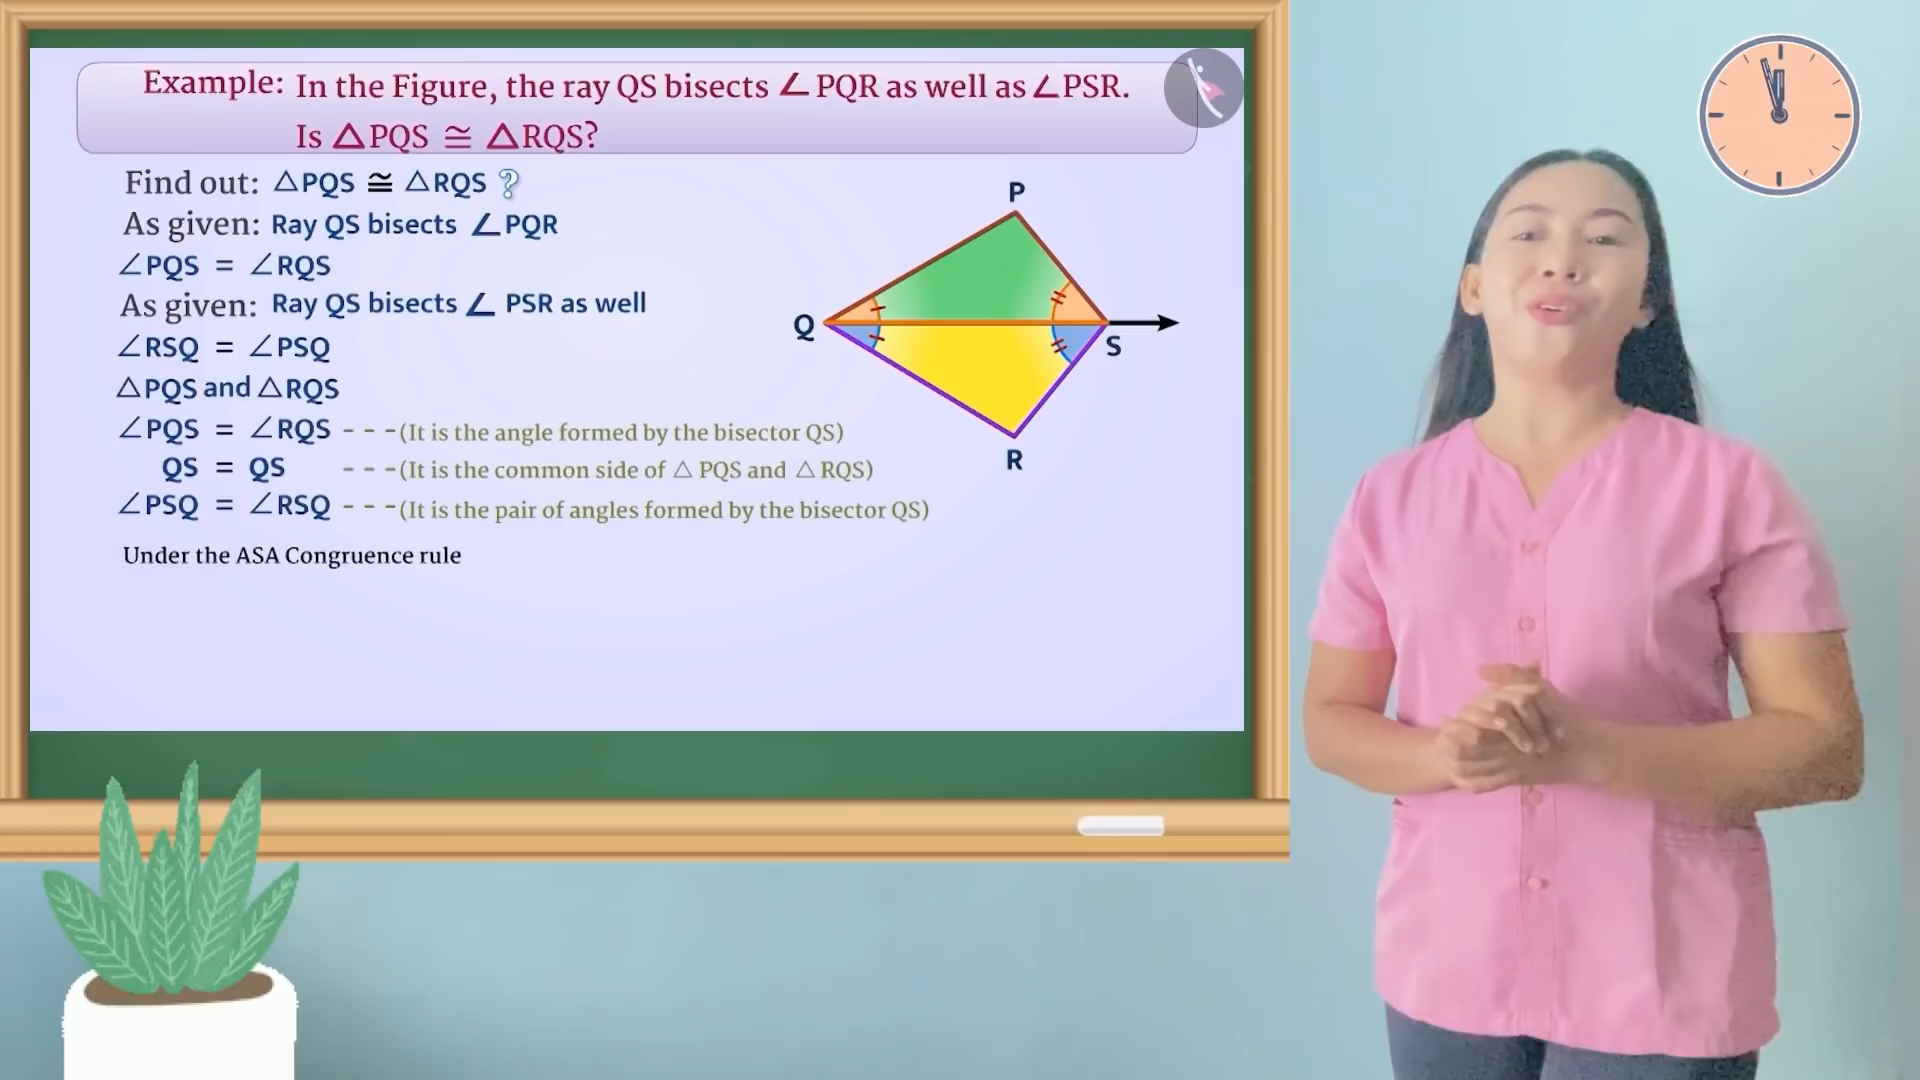 Example: In the Figure, the ray QS bisects ∠PQR as well as ∠PSR.
Is △PQS ≅ △RQS?
Find out: △PQS ≅ △RQS ?
As given: Ray QS bisects ∠PQR
∠PQS = ∠RQS
As given: Ray QS bisects ∠ PSR as well
∠RSQ = ∠PSQ
△PQS and △RQS
∠PQS = ∠RQS - - -(It is the angle formed by the bisector QS)
QS = QS - - -(It is the common side of △ PQS and △ RQS)
∠PSQ = ∠RSQ - - -(It is the pair of angles formed by the bisector QS)
Under the ASA Congruence rule
P
Q
S
R